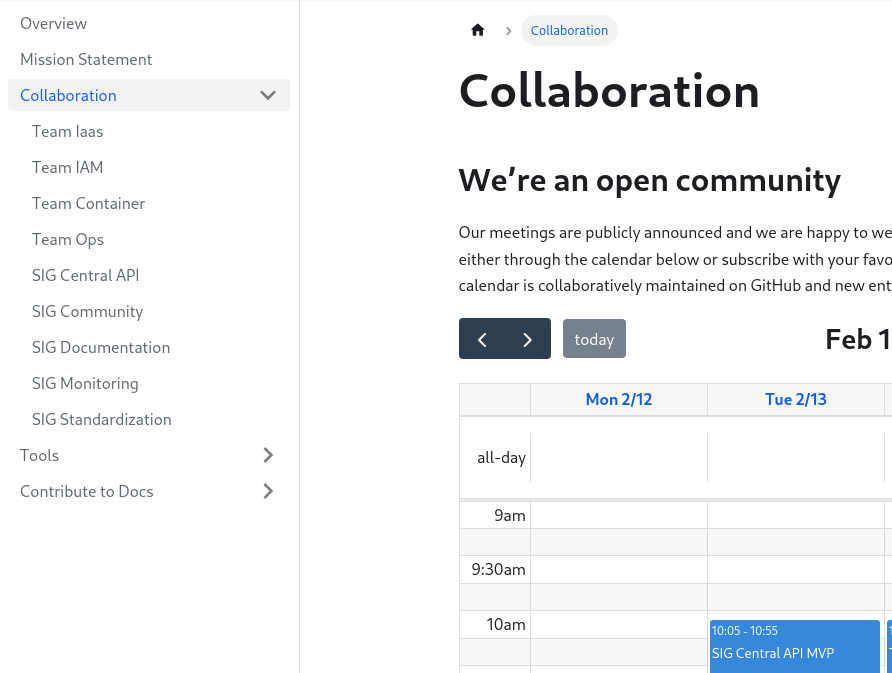 Overview
Mission Statement
Collaboration
Team Iaas
Team IAM
Team Container
Team Ops
SIG Central API
SIG Community
SIG Documentation
SIG Monitoring
SIG Standardization
Tools
Contribute to Docs
Collaboration
Collaboration
We’re an open community
Our meetings are publicly announced and we are happy to we
either through the calendar below or subscribe with your favo
calendar is collaboratively maintained on GitHub and new ent
today
Feb 1
Mon 2/12 Tue 2/13
all-day
9am
9:30am
10am
10:05 - 10:55
SIG Central API MVP